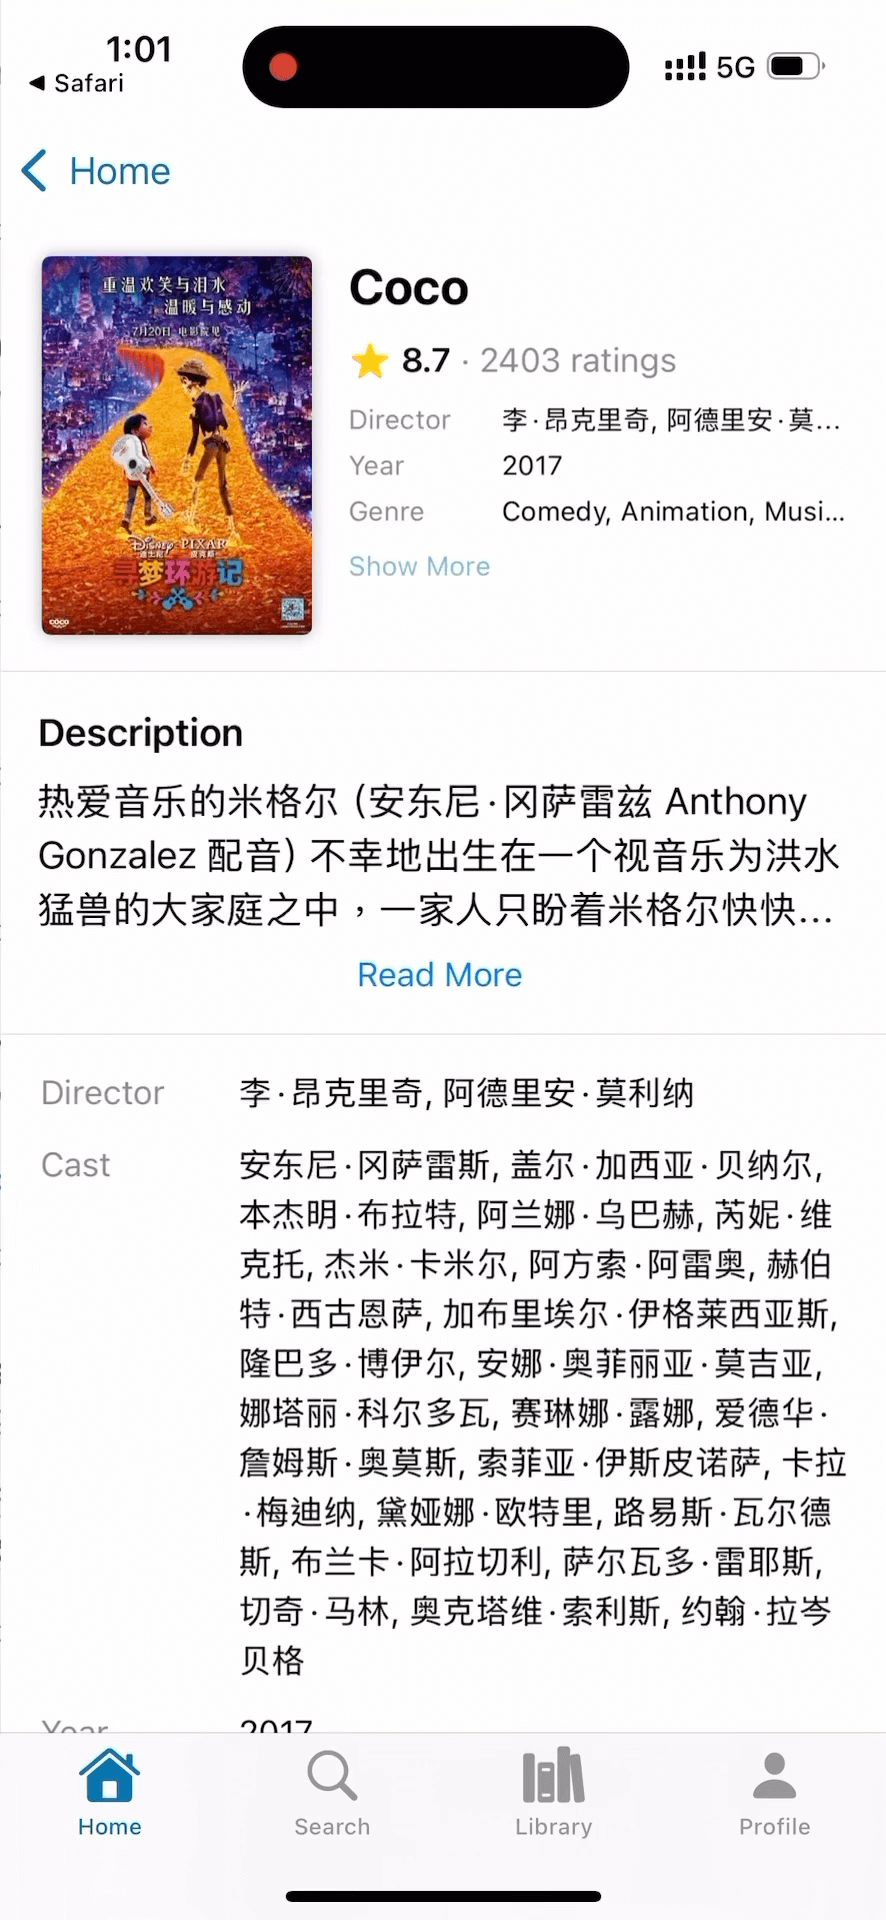 1:01
Safari
5G
Home
重温欢笑与泪水
温暖与感动
7月20日 电影院见
Disney PIXAR
迪士尼 皮克斯
寻梦环游记
coco
Coco
8.7 · 2403 ratings
Director 李·昂克里奇, 阿德里安·莫...
Year 2017
Genre Comedy, Animation, Musi...
Show More
Description
热爱音乐的米格尔（安东尼·冈萨雷兹 Anthony
Gonzalez 配音）不幸地出生在一个视音乐为洪水
猛兽的大家庭之中，一家人只盼着米格尔快快...
Read More
Director 李·昂克里奇, 阿德里安·莫利纳
Cast 安东尼·冈萨雷斯, 盖尔·加西亚·贝纳尔,
本杰明·布拉特, 阿兰娜·乌巴赫, 芮妮·维
克托, 杰米·卡米尔, 阿方索·阿雷奥, 赫伯
特·西古恩萨, 加布里埃尔·伊格莱西亚斯,
隆巴多·博伊尔, 安娜·奥菲丽亚·莫吉亚,
娜塔丽·科尔多瓦, 赛琳娜·露娜, 爱德华·
詹姆斯·奥莫斯, 索菲亚·伊斯皮诺萨, 卡拉
·梅迪纳, 黛娅娜·欧特里, 路易斯·瓦尔德
斯, 布兰卡·阿拉切利, 萨尔瓦多·雷耶斯,
切奇·马林, 奥克塔维·索利斯, 约翰·拉岑
贝格
Year 2017
Home
Search
Library
Profile